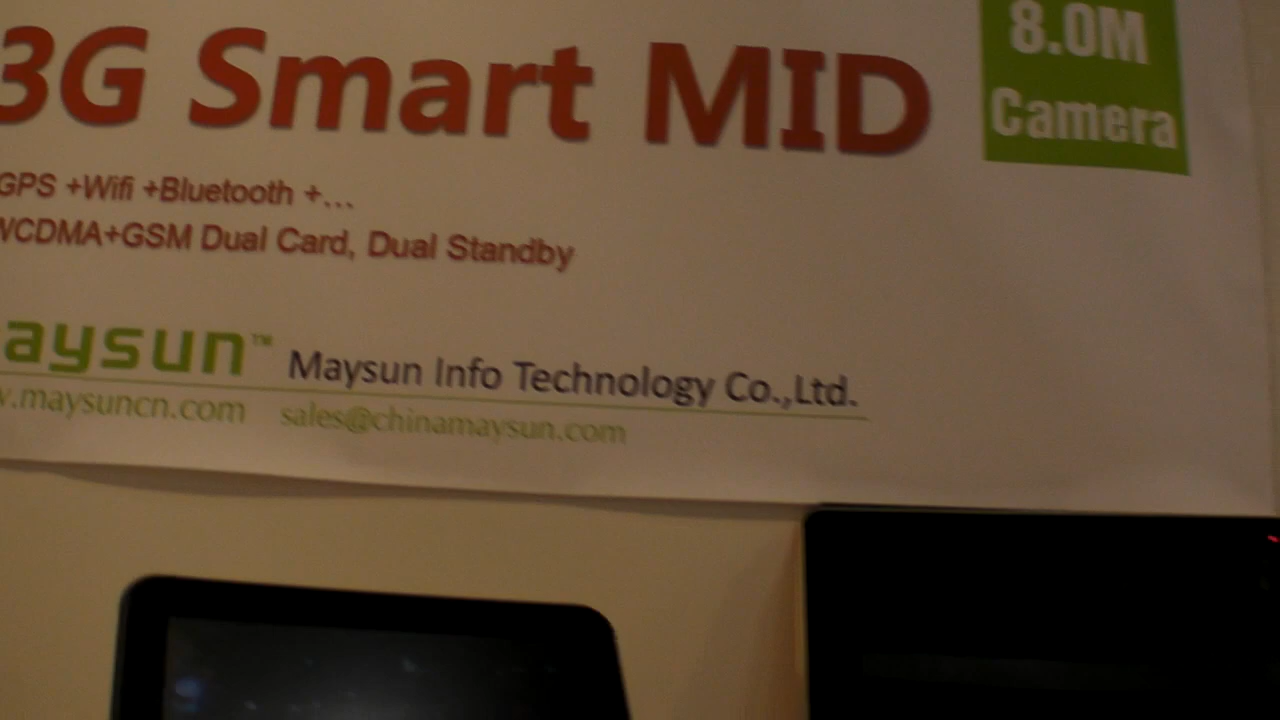 3G Smart MID
8.0M
Camera
GPS +Wifi +Bluetooth +...
WCDMA+GSM Dual Card, Dual Standby
aysun™ Maysun Info Technology Co.,Ltd.
w.maysuncn.com sales@chinamaysun.com